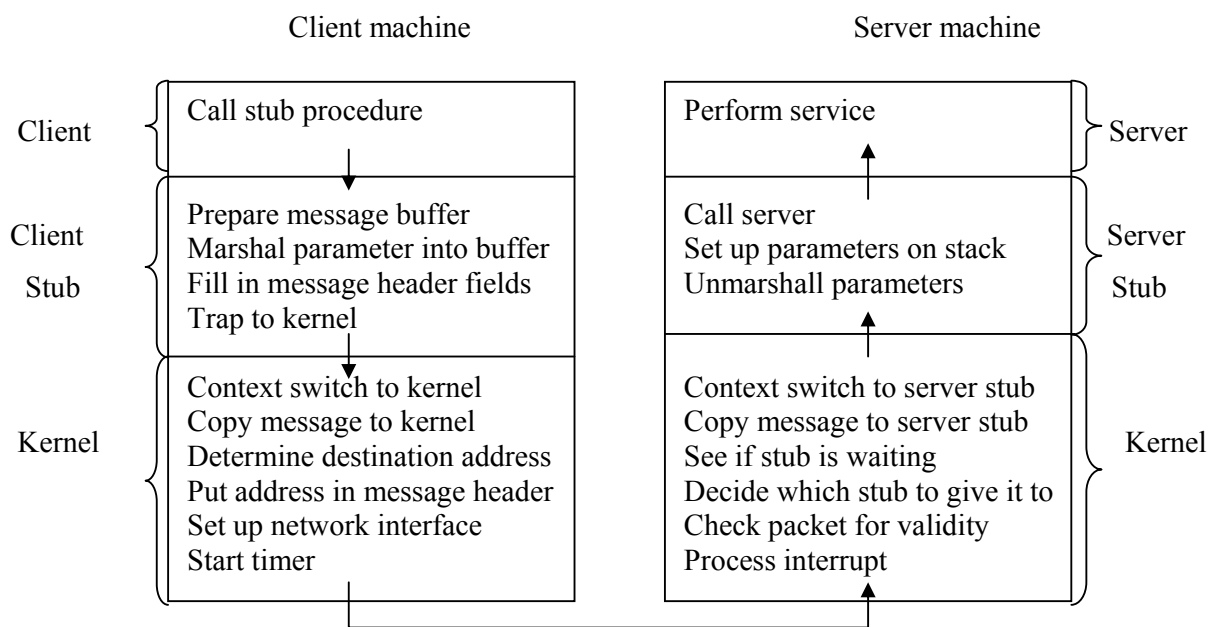 Client machine
Server machine
Client
Call stub procedure
Client
Stub
Prepare message buffer
Marshal parameter into buffer
Fill in message header fields
Trap to kernel
Kernel
Context switch to kernel
Copy message to kernel
Determine destination address
Put address in message header
Set up network interface
Start timer
Perform service
Server
Call server
Set up parameters on stack
Unmarshall parameters
Server
Stub
Context switch to server stub
Copy message to server stub
See if stub is waiting
Decide which stub to give it to
Check packet for validity
Process interrupt
Kernel